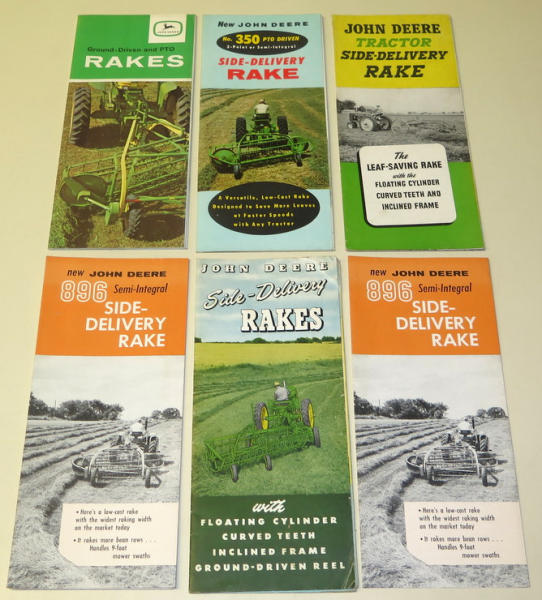 JOHN DEERE
Ground-Driven and PTO
RAKES
New JOHN DEERE
No. 350 PTO DRIVEN
3-Point or Semi-Integral
SIDE-DELIVERY
RAKE
A Versatile, Low-Cost Rake
Designed to Save More Leaves
at Faster Speeds
with Any Tractor
JOHN DEERE
TRACTOR
SIDE-DELIVERY
RAKE
The
LEAF-SAVING RAKE
with the
FLOATING CYLINDER
CURVED TEETH AND
INCLINED FRAME
new JOHN DEERE
896 Semi-Integral
SIDE-
DELIVERY
RAKE
• Here's a low-cost rake
with the widest raking width
on the market today
• It rakes more bean rows . . .
Handles 9-foot
mower swaths
JOHN DEERE
Side-Delivery
RAKES
with
FLOATING CYLINDER
CURVED TEETH
INCLINED FRAME
GROUND-DRIVEN REEL
new JOHN DEERE
896 Semi-Integral
SIDE-
DELIVERY
RAKE
• Here's a low-cost rake
with the widest raking width
on the market today
• It rakes more bean rows . . .
Handles 9-foot
mower swaths